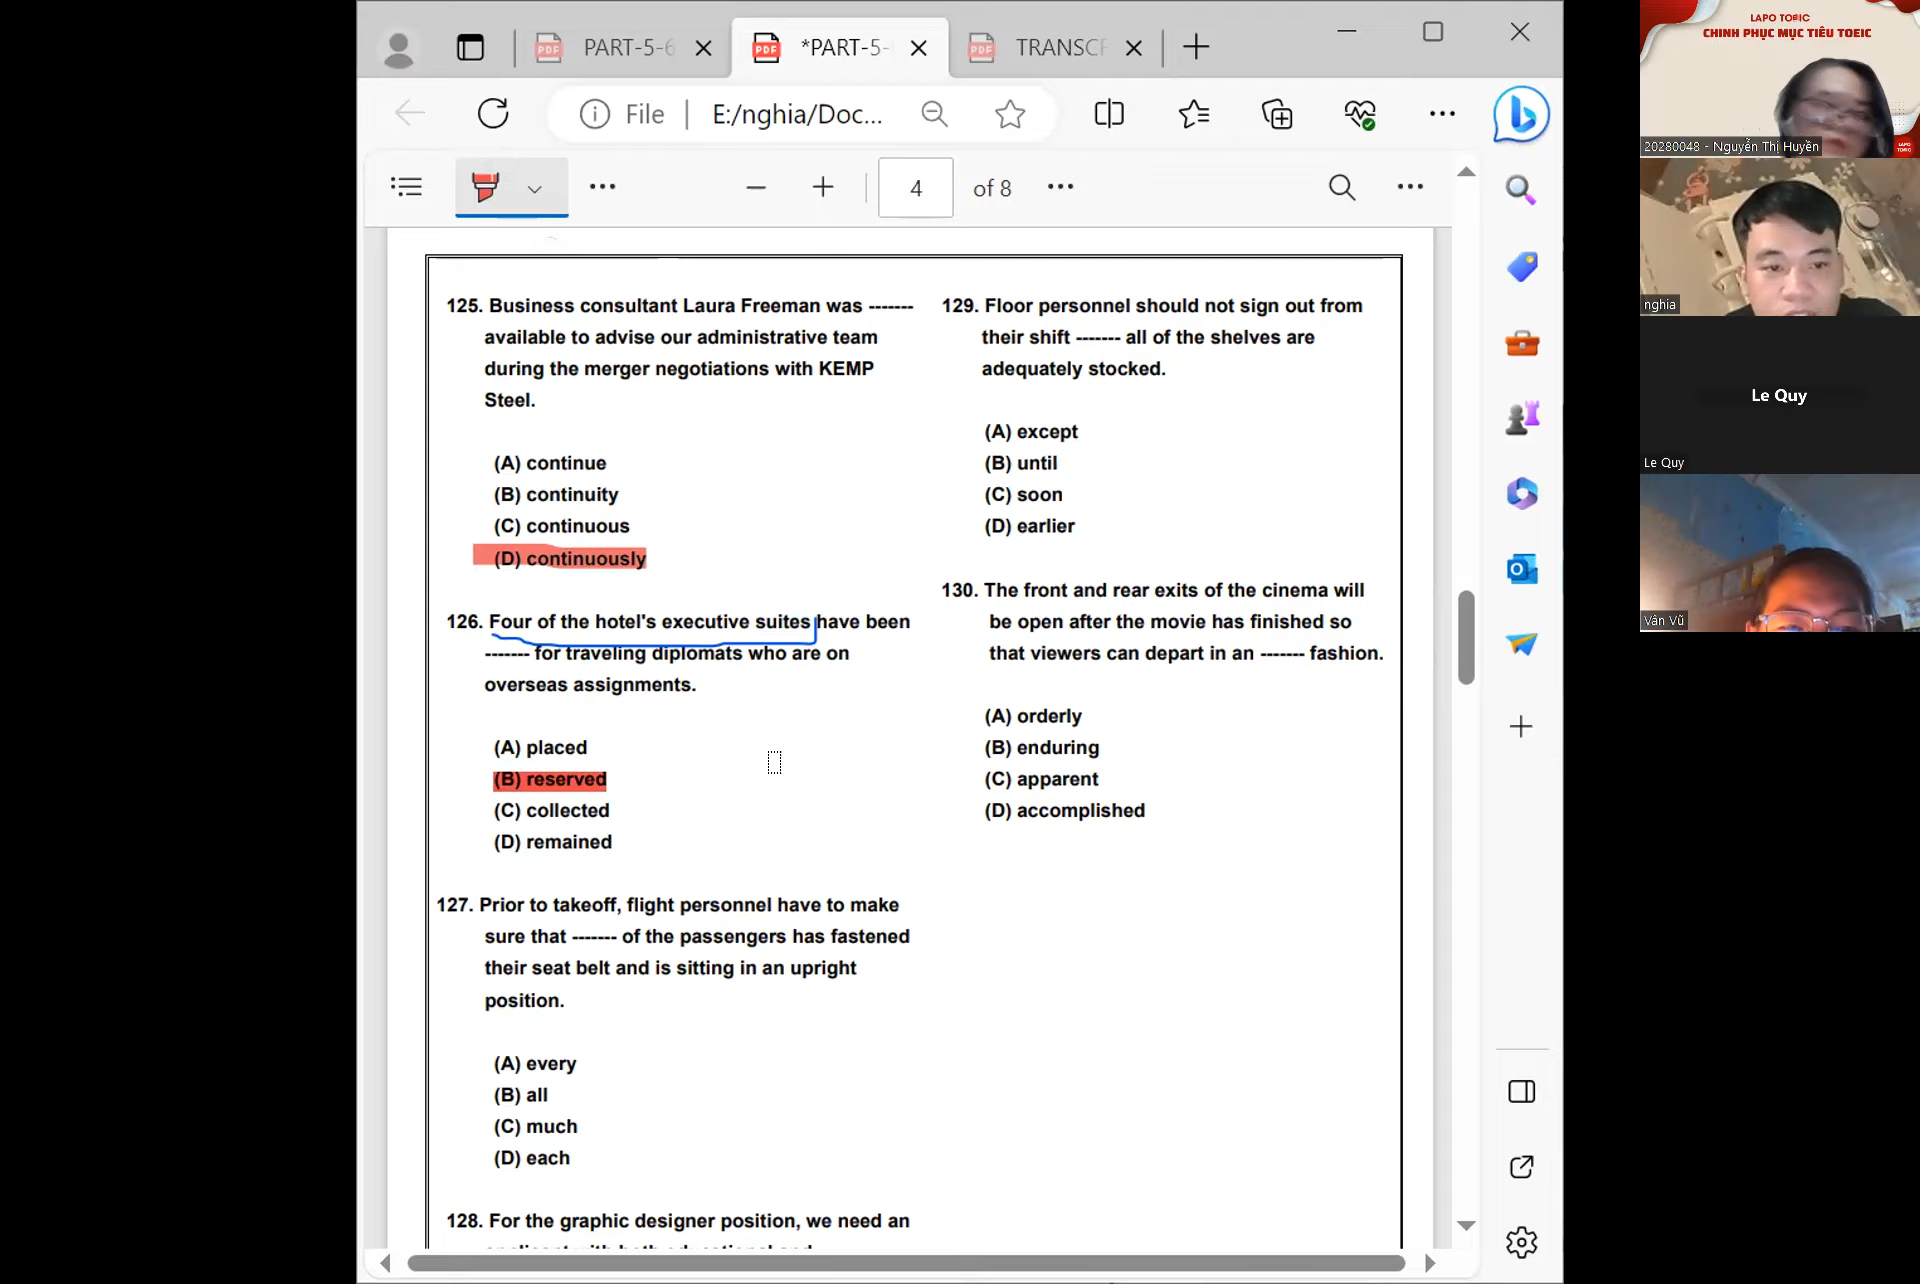 PART-5-6
*PART-5-
TRANSCR
File
E:/nghia/Doc...
4
of 8
125. Business consultant Laura Freeman was -------
available to advise our administrative team
during the merger negotiations with KEMP
Steel.
(A) continue
(B) continuity
(C) continuous
(D) continuously
126. Four of the hotel's executive suites have been
------- for traveling diplomats who are on
overseas assignments.
(A) placed
(B) reserved
(C) collected
(D) remained
127. Prior to takeoff, flight personnel have to make
sure that ------- of the passengers has fastened
their seat belt and is sitting in an upright
position.
(A) every
(B) all
(C) much
(D) each
128. For the graphic designer position, we need an
129. Floor personnel should not sign out from
their shift ------- all of the shelves are
adequately stocked.
(A) except
(B) until
(C) soon
(D) earlier
130. The front and rear exits of the cinema will
be open after the movie has finished so
that viewers can depart in an ------- fashion.
(A) orderly
(B) enduring
(C) apparent
(D) accomplished
LAPO TOEIC
CHINH PHỤC MỤC TIÊU TOEIC
20280048 - Nguyễn Thị Huyền
nghia
Le Quy
Le Quy
Vân Vũ